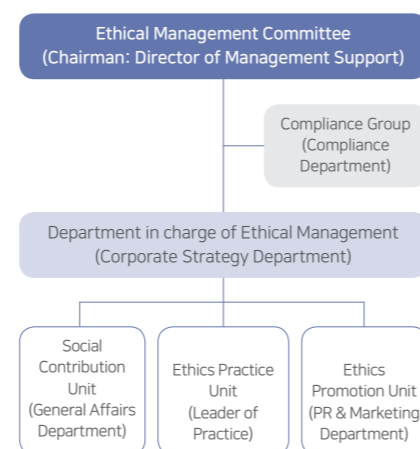 Ethical Management Committee
(Chairman: Director of Management Support)
Compliance Group
(Compliance
Department)
Department in charge of Ethical Management
(Corporate Strategy Department)
Social
Contribution
Unit
(General Affairs
Department)
Ethics Practice
Unit
(Leader of
Practice)
Ethics
Promotion Unit
(PR & Marketing
Department)